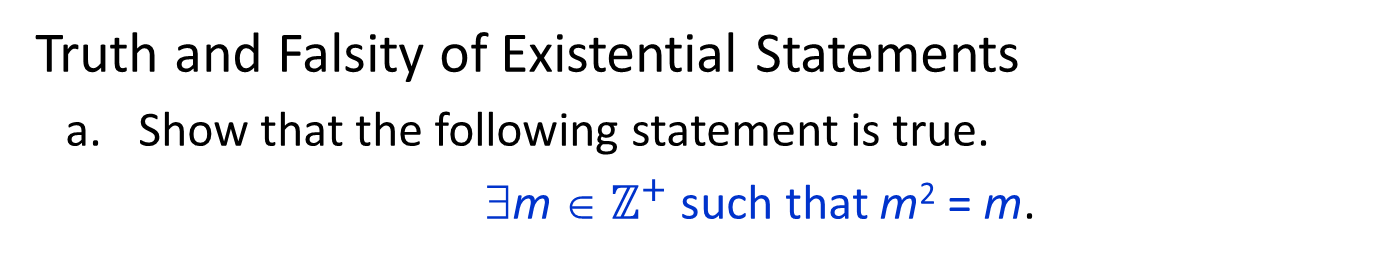 Truth and Falsity of Existential Statements
a. Show that the following statement is true.
∃m ∈ ℤ⁺ such that m² = m.